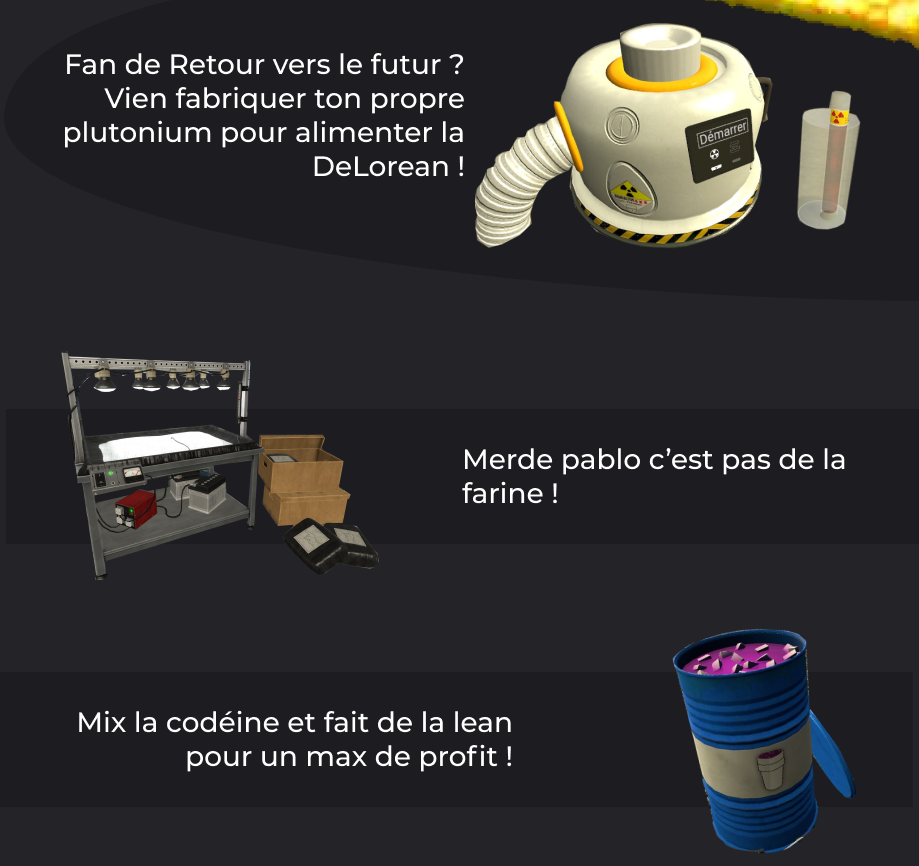 Fan de Retour vers le futur ?
Vien fabriquer ton propre
plutonium pour alimenter la
DeLorean !
Démarrer
Merde pablo c’est pas de la
farine !
Mix la codéine et fait de la lean
pour un max de profit !